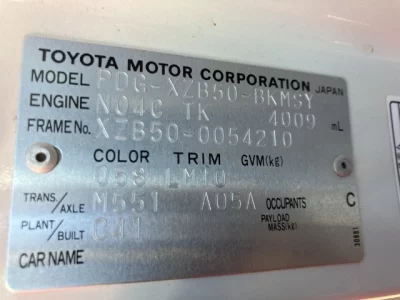 TOYOTA MOTOR CORPORATION JAPAN
MODEL PDG-XZB50-BKMSY
ENGINE N04C TK 4009 mL
FRAME No. XZB50-0054210
COLOR TRIM GVM(kg)
058 LM10
TRANS/AXLE M551 A05A OCCUPANTS C
PLANT/BUILT C41 PAYLOAD MASS(kg)
CAR NAME